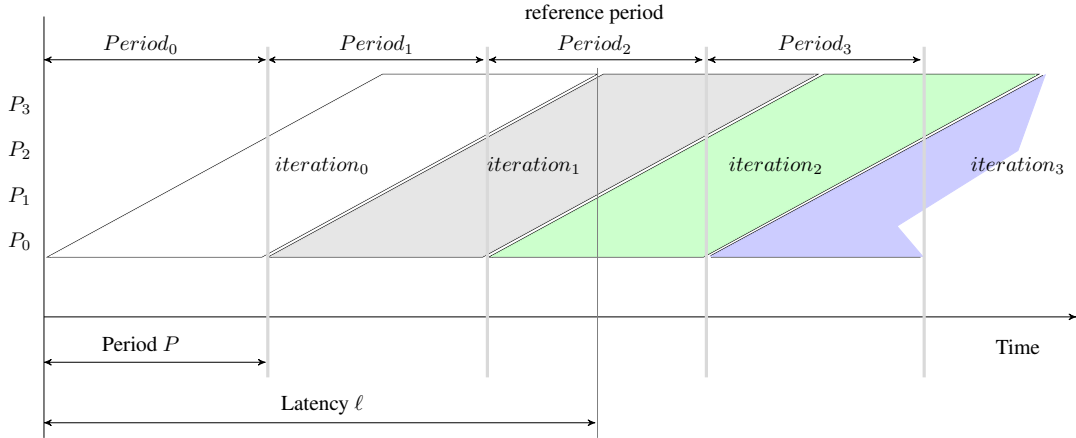 reference period
Period₀ Period₁ Period₂ Period₃
P₃
P₂
iteration₀ iteration₁ iteration₂ iteration₃
P₁
P₀
Period P Time
Latency ℓ